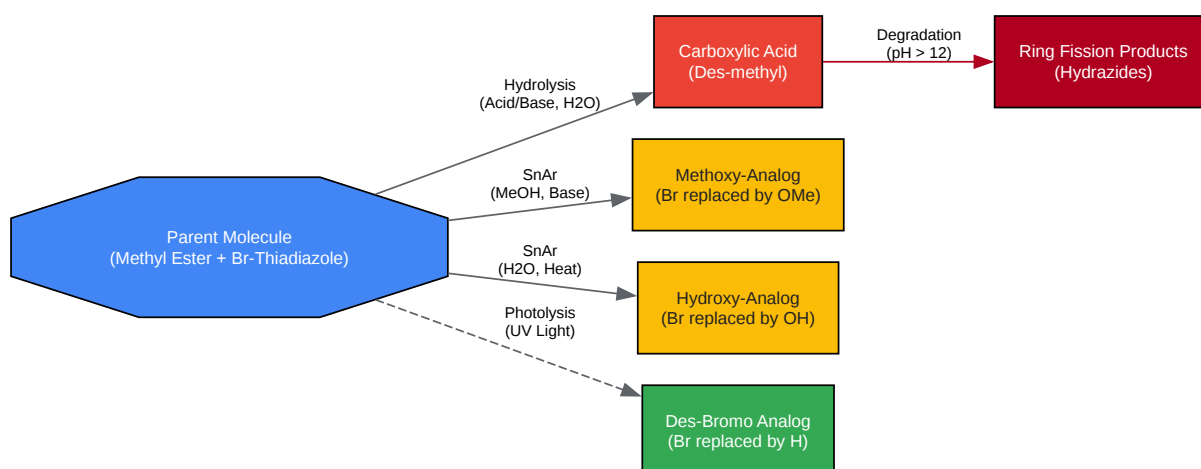 Parent Molecule
(Methyl Ester + Br-Thiadiazole)
Hydrolysis
(Acid/Base, H2O)
Carboxylic Acid
(Des-methyl)
Degradation
(pH > 12)
Ring Fission Products
(Hydrazides)
SnAr
(MeOH, Base)
Methoxy-Analog
(Br replaced by OMe)
SnAr
(H2O, Heat)
Hydroxy-Analog
(Br replaced by OH)
Photolysis
(UV Light)
Des-Bromo Analog
(Br replaced by H)